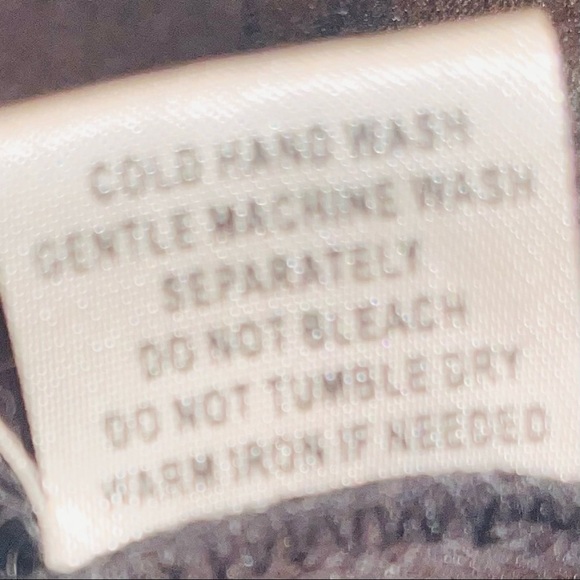 COLD HAND WASH
GENTLE MACHINE WASH
SEPARATELY
DO NOT BLEACH
DO NOT TUMBLE DRY
WARM IRON IF NEEDED